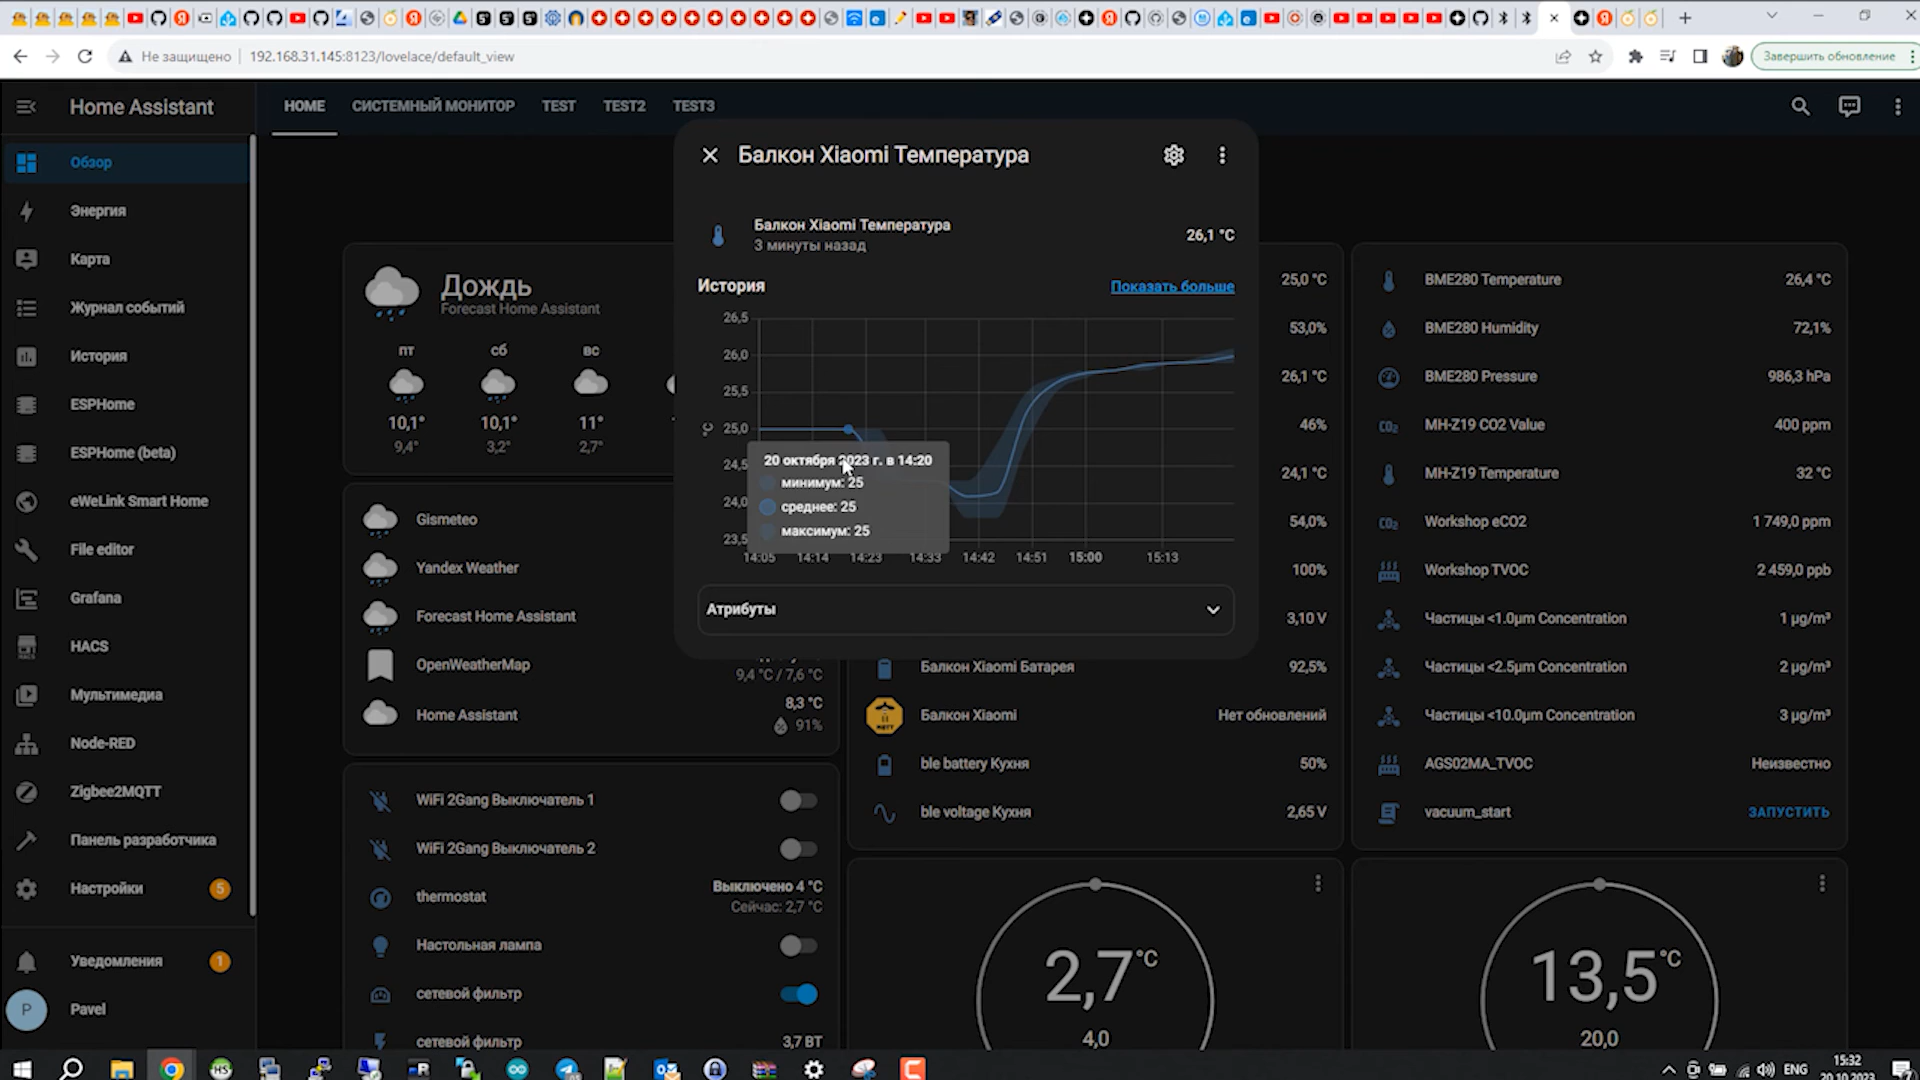 Не защищено
192.168.31.145:8123/lovelace/default_view
Завершить обновление
Home Assistant
HOME
СИСТЕМНЫЙ МОНИТОР
TEST
TEST2
TEST3
Обзор
Энергия
Карта
Журнал событий
История
ESPHome
ESPHome (beta)
eWeLink Smart Home
File editor
Grafana
HACS
Мультимедиа
Node-RED
Zigbee2MQTT
Панель разработчика
Настройки
5
Уведомления
1
P
Pavel
Дождь
Forecast Home Assistant
пт
сб
вс
10,1°
10,1°
11°
9,4°
3,2°
2,7°
Gismeteo
Yandex Weather
Forecast Home Assistant
OpenWeatherMap
9,4 °C / 7,6 °C
Home Assistant
8,3 °C
91%
WiFi 2Gang Выключатель 1
WiFi 2Gang Выключатель 2
thermostat
Выключено 4 °C
Сейчас: 2,7 °C
Настольная лампа
сетевой фильтр
сетевой фильтр
3,7 ВТ
Балкон Xiaomi Температура
Балкон Xiaomi Температура
3 минуты назад
26,1 °C
История
Показать больше
°C
26,5
26,0
25,5
25,0
24,5
24,0
23,5
20 октября 2023 г. в 14:20
минимум: 25
среднее: 25
максимум: 25
14:05
14:14
14:23
14:33
14:42
14:51
15:00
15:13
Атрибуты
25,0 °C
53,0%
26,1 °C
46%
24,1 °C
54,0%
100%
3,10 V
Балкон Xiaomi Батарея
92,5%
Балкон Xiaomi
Нет обновлений
ble battery Кухня
50%
ble voltage Кухня
2,65 V
2,7 °C
4,0
BME280 Temperature
26,4 °C
BME280 Humidity
72,1%
BME280 Pressure
986,3 hPa
MH-Z19 CO2 Value
400 ppm
MH-Z19 Temperature
32 °C
Workshop eCO2
1 749,0 ppm
Workshop TVOC
2 459,0 ppb
Частицы <1.0μm Concentration
1 μg/m³
Частицы <2.5μm Concentration
2 μg/m³
Частицы <10.0μm Concentration
3 μg/m³
AGS02MA_TVOC
Неизвестно
vacuum_start
ЗАПУСТИТЬ
13,5 °C
20,0
ENG
15:32
20.10.2023